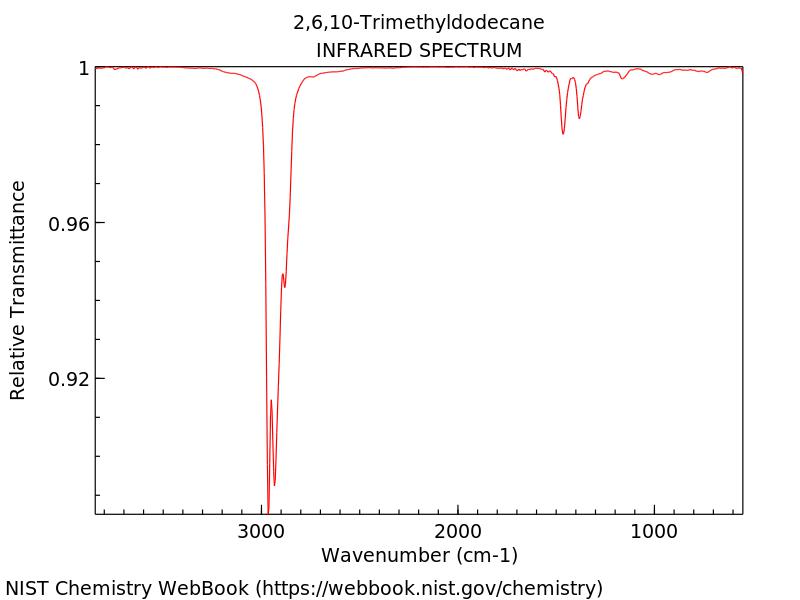 2,6,10-Trimethyldodecane
INFRARED SPECTRUM
1
0.96
0.92
Relative Transmittance
3000 2000 1000
Wavenumber (cm-1)
NIST Chemistry WebBook (https://webbook.nist.gov/chemistry)